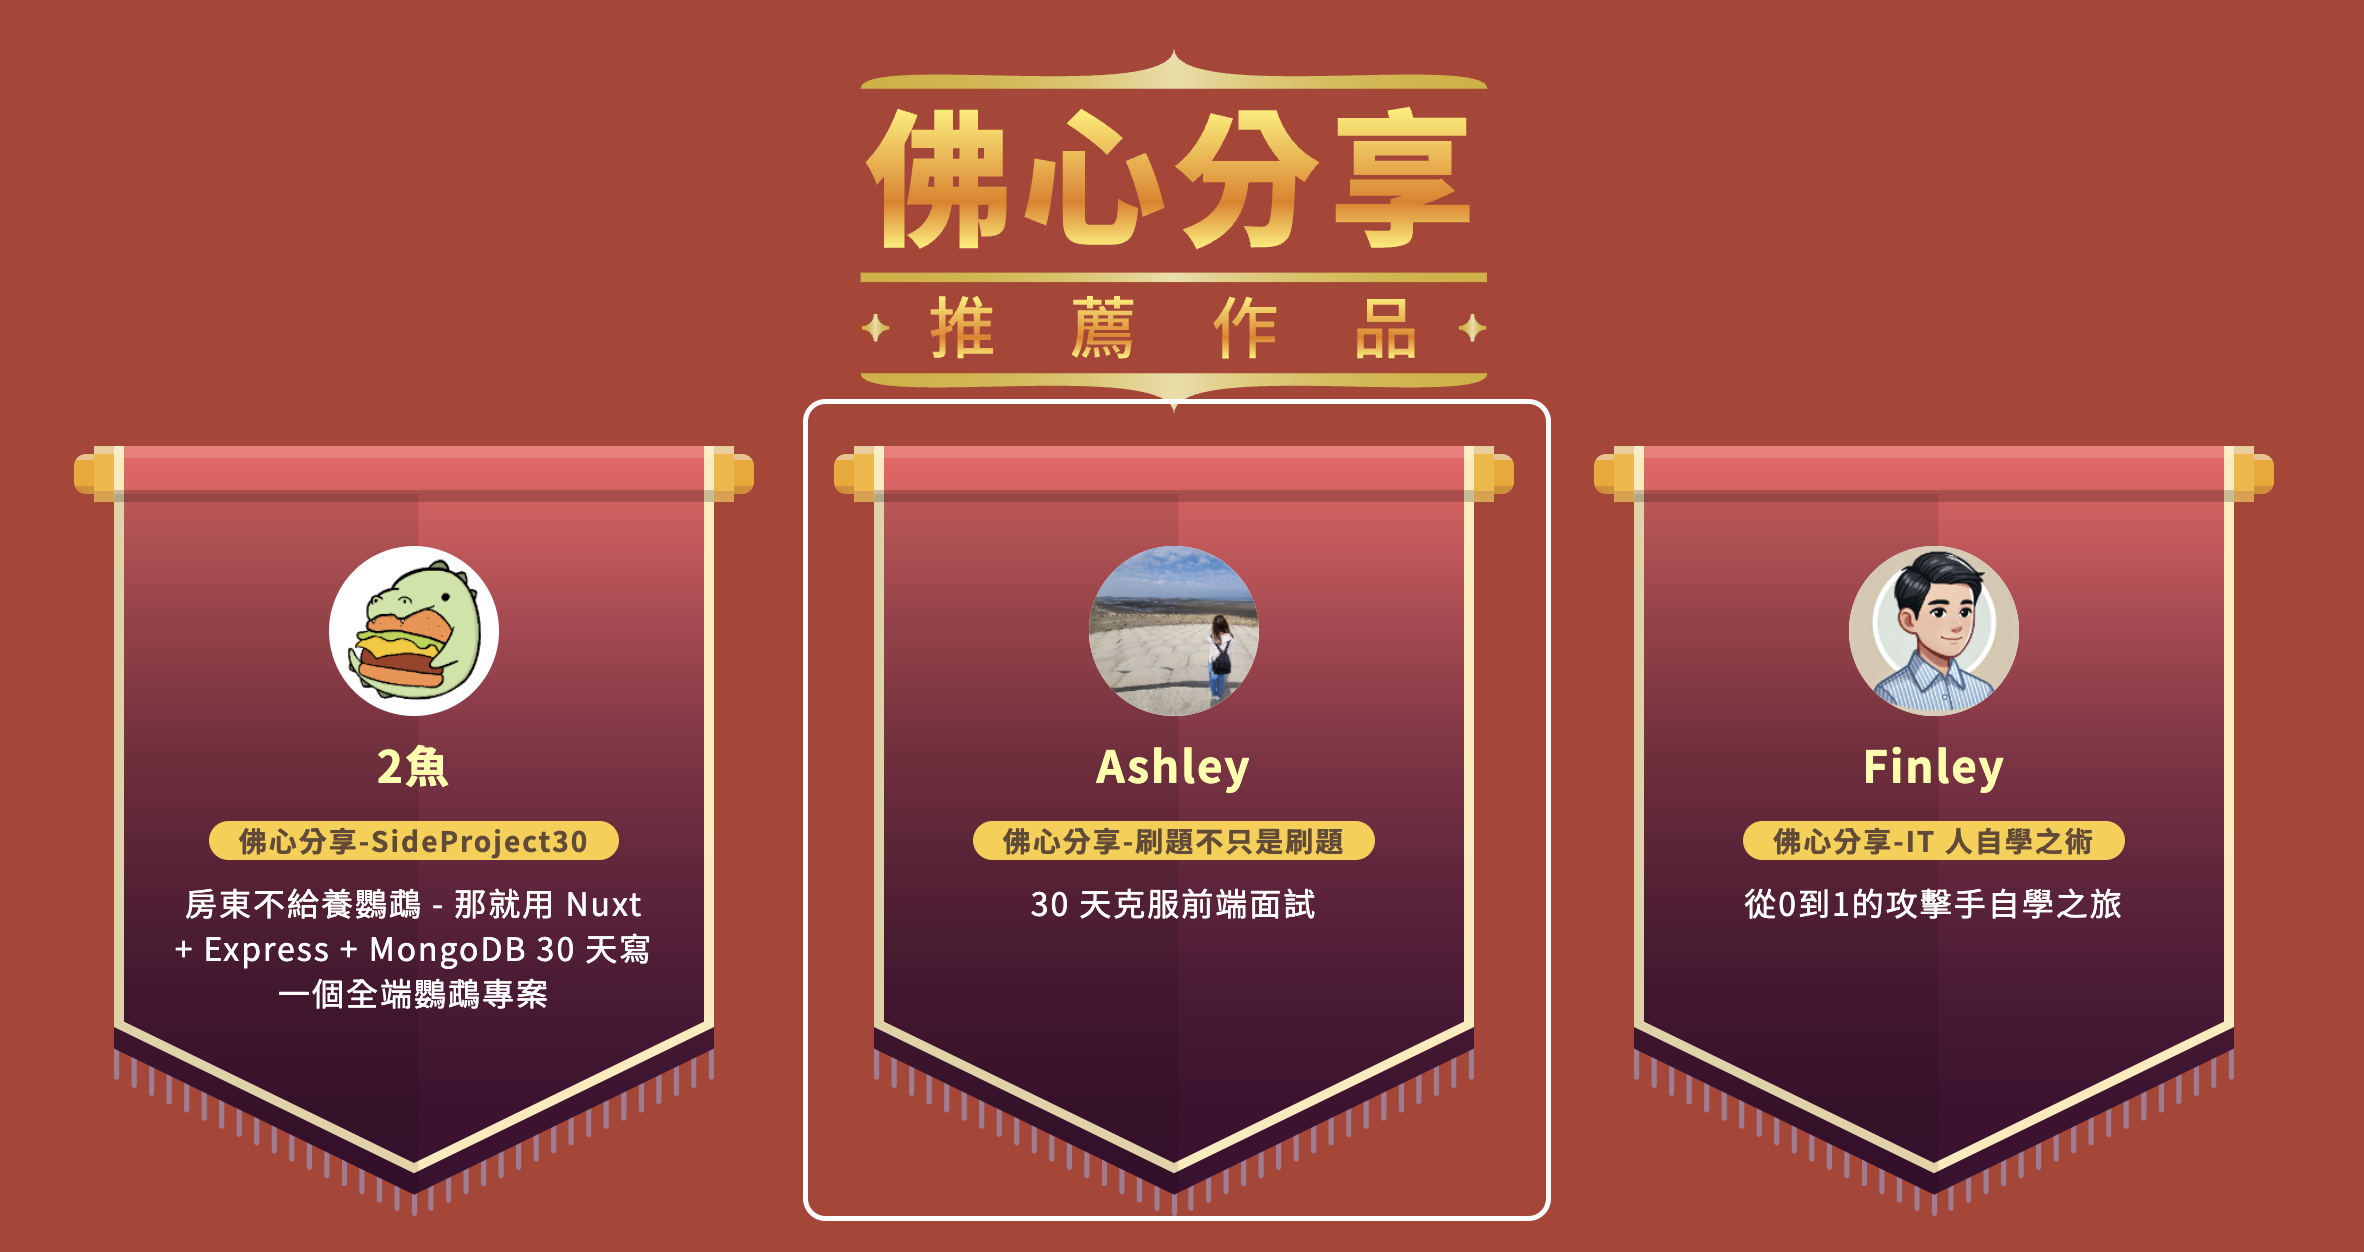 佛心分享
推薦作品
2魚
佛心分享-SideProject30
房東不給養鸚鵡 - 那就用 Nuxt
+ Express + MongoDB 30 天寫
一個全端鸚鵡專案
Ashley
佛心分享-刷題不只是刷題
30 天克服前端面試
Finley
佛心分享-IT 人自學之術
從0到1的攻擊手自學之旅